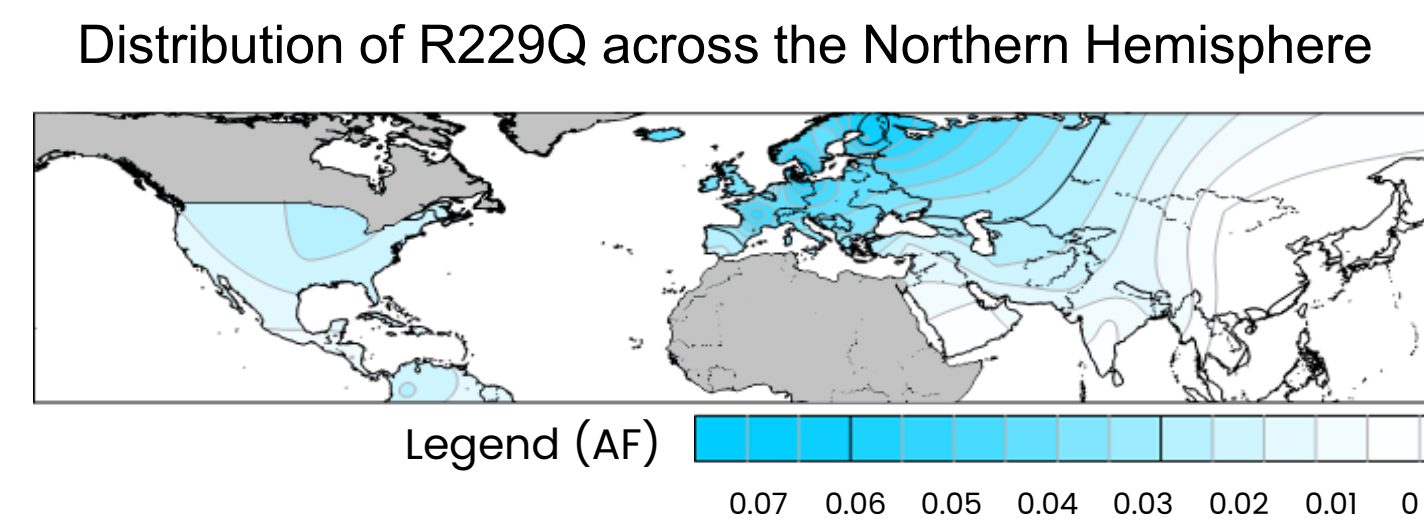 Distribution of R229Q across the Northern Hemisphere
Legend (AF)
0.07 0.06 0.05 0.04 0.03 0.02 0.01 0